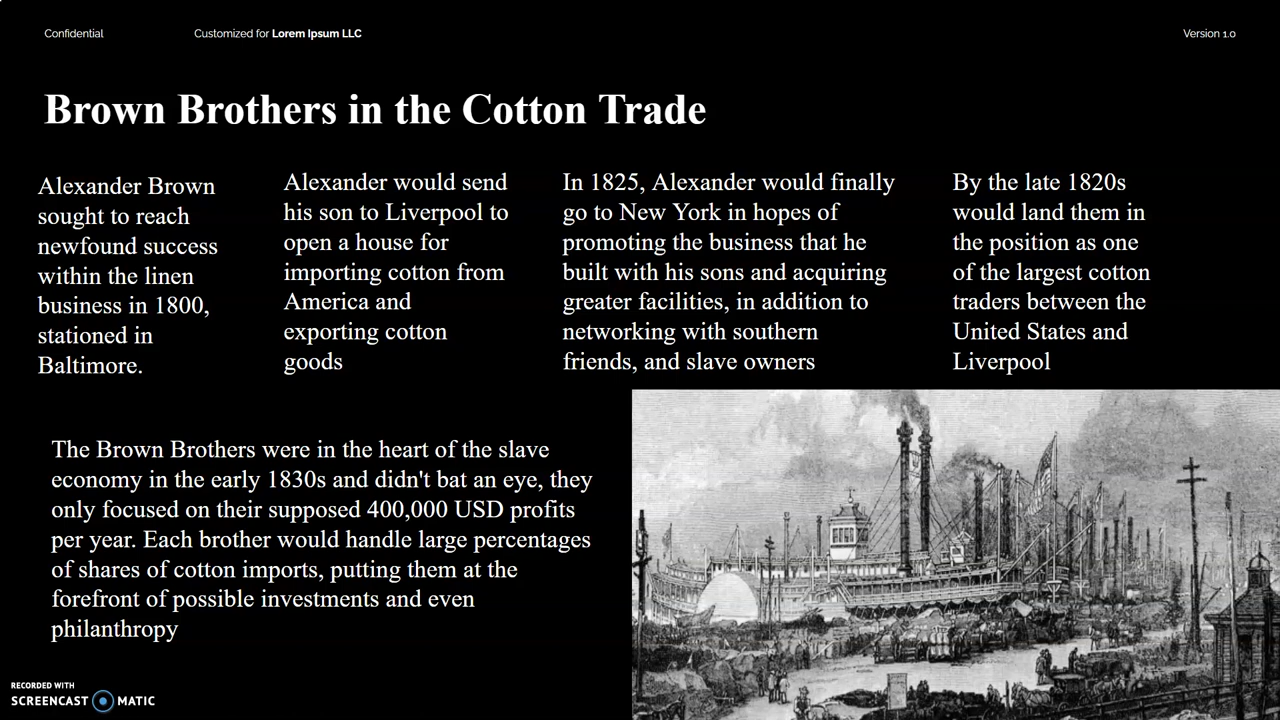 Confidential
Customized for Lorem Ipsum LLC
Version 1.0
Brown Brothers in the Cotton Trade
Alexander Brown
sought to reach
newfound success
within the linen
business in 1800,
stationed in
Baltimore.
Alexander would send
his son to Liverpool to
open a house for
importing cotton from
America and
exporting cotton
goods
In 1825, Alexander would finally
go to New York in hopes of
promoting the business that he
built with his sons and acquiring
greater facilities, in addition to
networking with southern
friends, and slave owners
By the late 1820s
would land them in
the position as one
of the largest cotton
traders between the
United States and
Liverpool
The Brown Brothers were in the heart of the slave
economy in the early 1830s and didn't bat an eye, they
only focused on their supposed 400,000 USD profits
per year. Each brother would handle large percentages
of shares of cotton imports, putting them at the
forefront of possible investments and even
philanthropy
RECORDED WITH
SCREENCAST MATIC